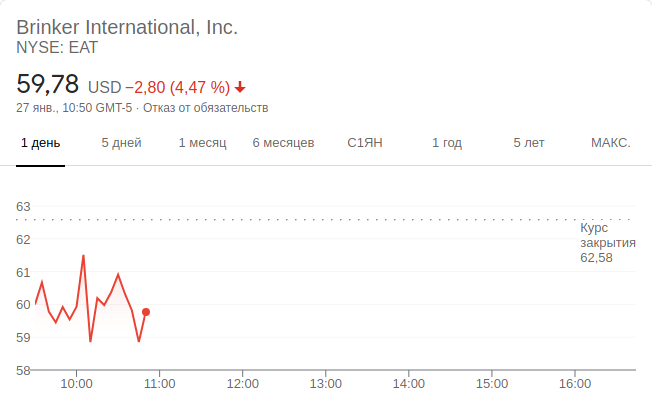 Brinker International, Inc.
NYSE: EAT
59,78 USD −2,80 (4,47 %)
27 янв., 10:50 GMT-5 · Отказ от обязательств
1 день 5 дней 1 месяц 6 месяцев С1ЯН 1 год 5 лет МАКС.
63
Курс
закрытия
62,58
62
61
60
59
58
10:00 11:00 12:00 13:00 14:00 15:00 16:00